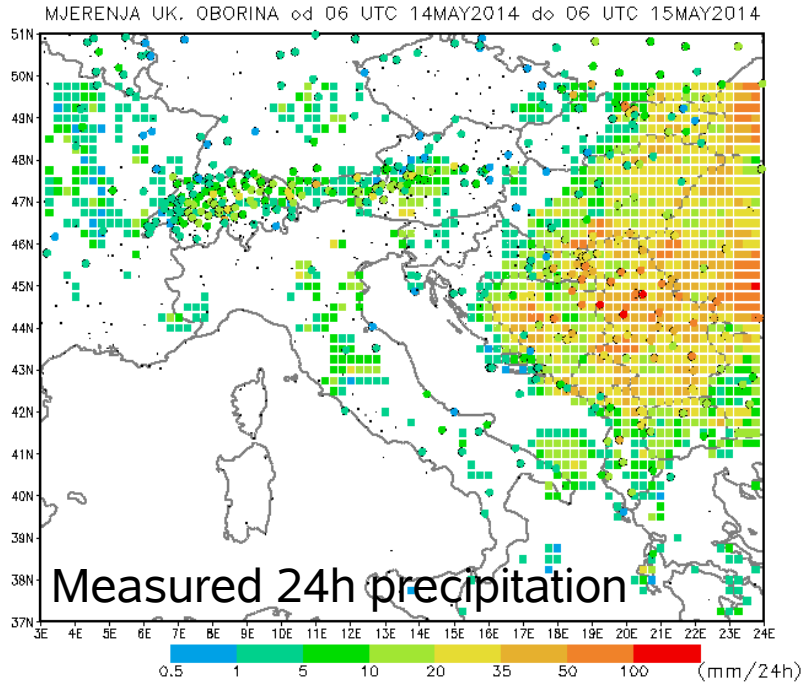 MJERENJA UK. OBORINA od 06 UTC 14MAY2014 do 06 UTC 15MAY2014
51N
50N
49N
48N
47N
46N
45N
44N
43N
42N
41N
40N
39N
38N
37N
Measured 24h precipitation
3E 4E 5E 6E 7E 8E 9E 10E 11E 12E 13E 14E 15E 16E 17E 18E 19E 20E 21E 22E 23E 24E
0.5 1 5 10 20 35 50 100 (mm/24h)